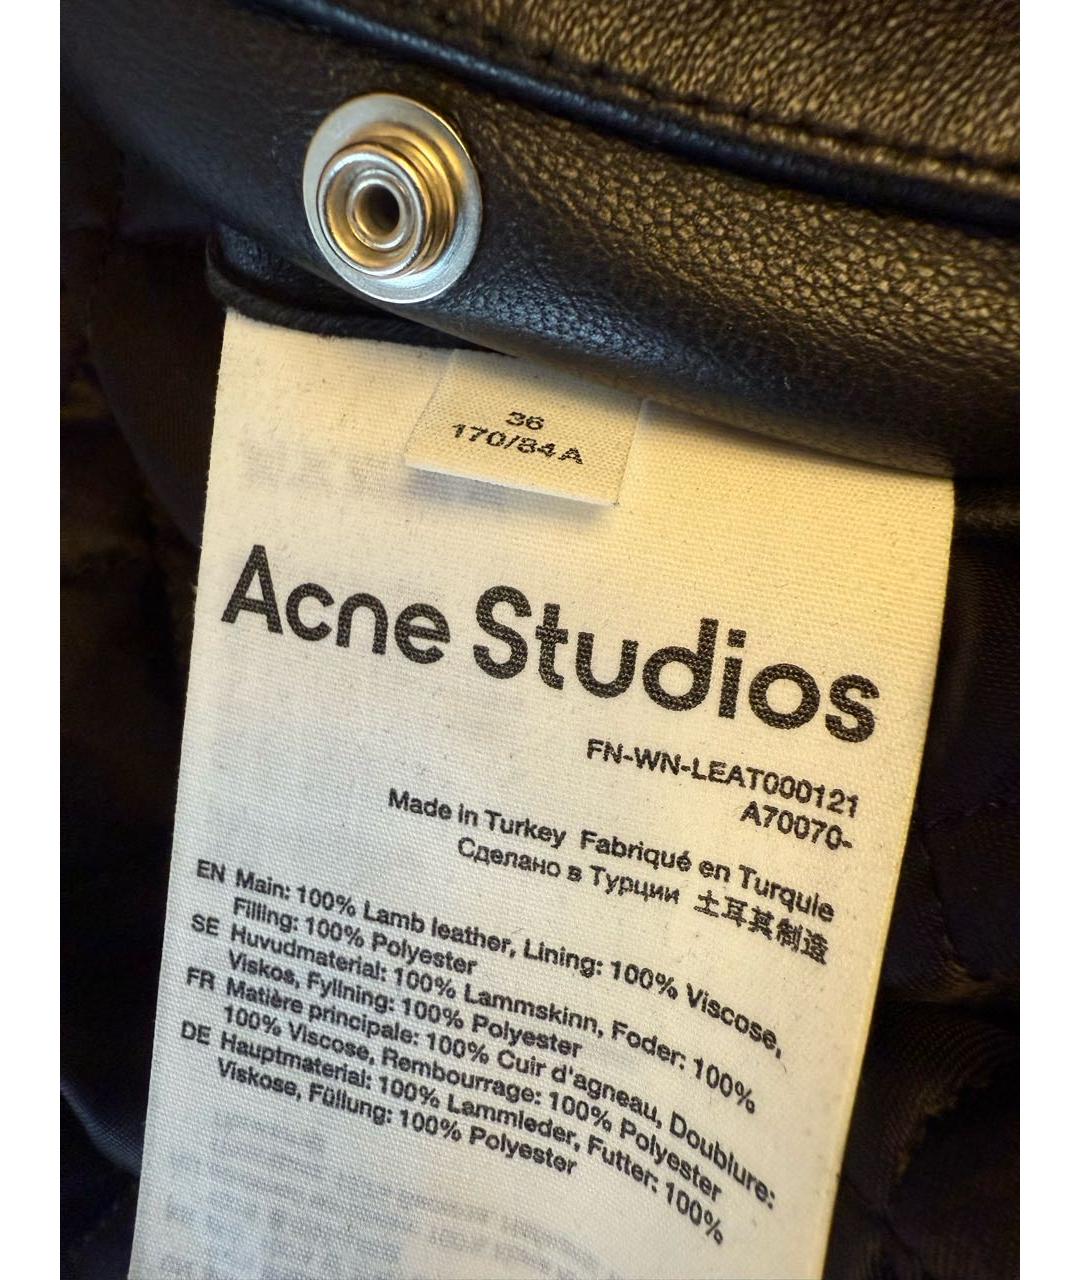 36
170/84A
Acne Studios
FN-WN-LEAT000121
A70070-
Made in Turkey Fabriqué en Turquie
Сделано в Турции 土耳其制造
EN Main: 100% Lamb leather, Lining: 100% Viscose,
Filling: 100% Polyester
SE Huvudmaterial: 100% Lammskinn, Foder: 100%
Viskos, Fyllning: 100% Polyester
FR Matière principale: 100% Cuir d'agneau, Doublure:
100% Viscose, Rembourrage: 100% Polyester
DE Hauptmaterial: 100% Lammleder, Futter: 100%
Viskose, Füllung: 100% Polyester